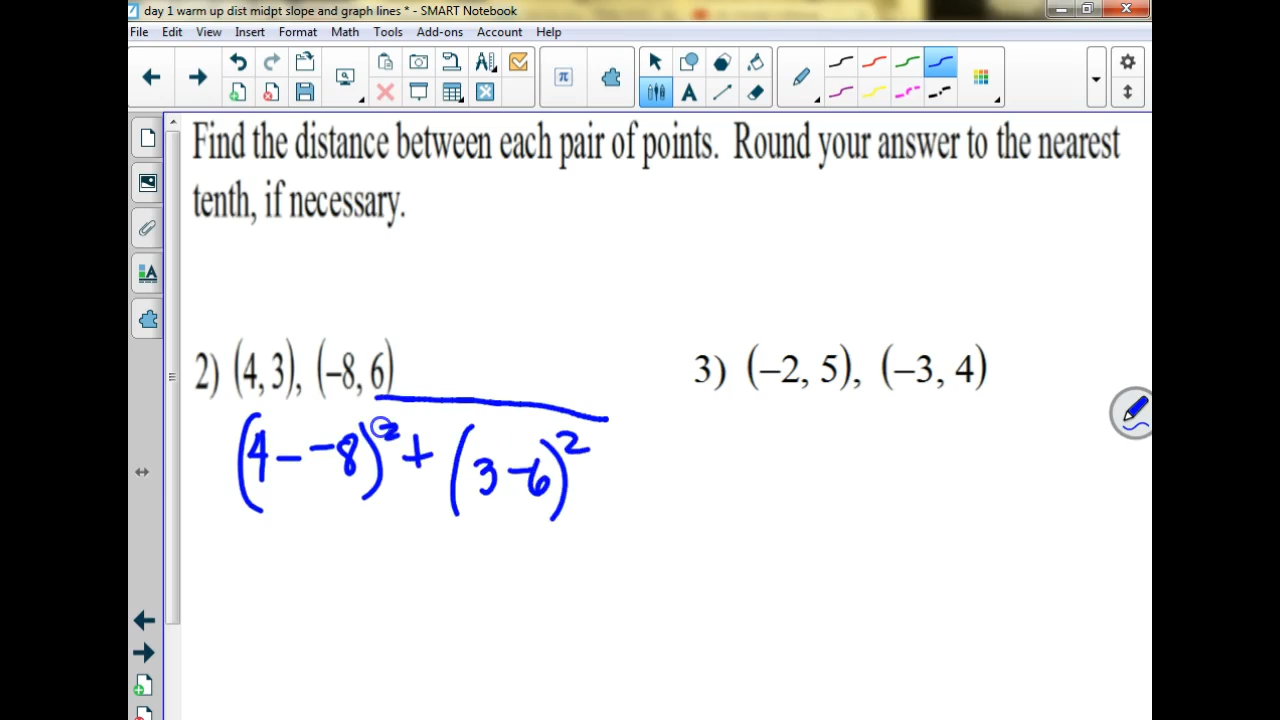 day 1 warm up dist midpt slope and graph lines * - SMART Notebook
File Edit View Insert Format Math Tools Add-ons Account Help
Find the distance between each pair of points. Round your answer to the nearest
tenth, if necessary.
2) (4, 3), (–8, 6)
3) (–2, 5), (–3, 4)
(4 – –8)² + (3 – 6)²